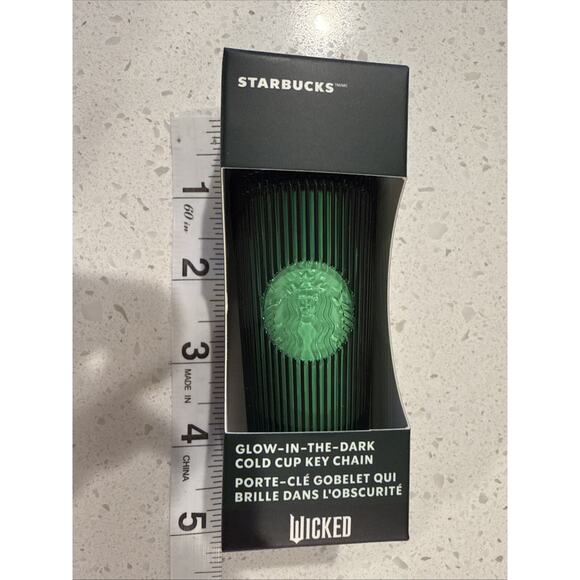 STARBUCKS
GLOW-IN-THE-DARK
COLD CUP KEY CHAIN
PORTE-CLÉ GOBELET QUI
BRILLE DANS L'OBSCURITÉ
WICKED
1
60 in
2
3
MADE IN
CHINA
4
5